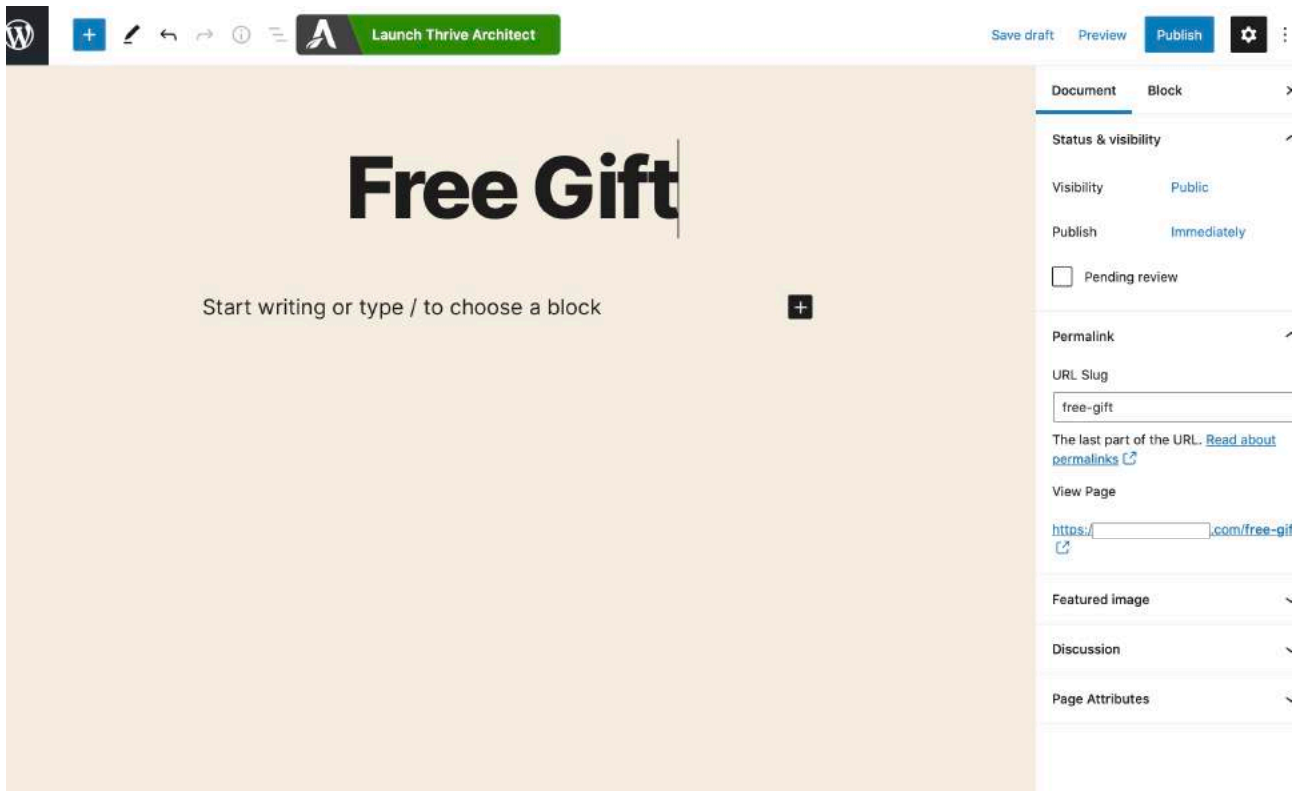 Launch Thrive Architect
Save draft Preview Publish
Document Block
Status & visibility
Free Gift
Visibility Public
Publish Immediately
Pending review
Start writing or type / to choose a block
Permalink
URL Slug
free-gift
The last part of the URL. Read about
permalinks
View Page
https:/ .com/free-gif
Featured image
Discussion
Page Attributes